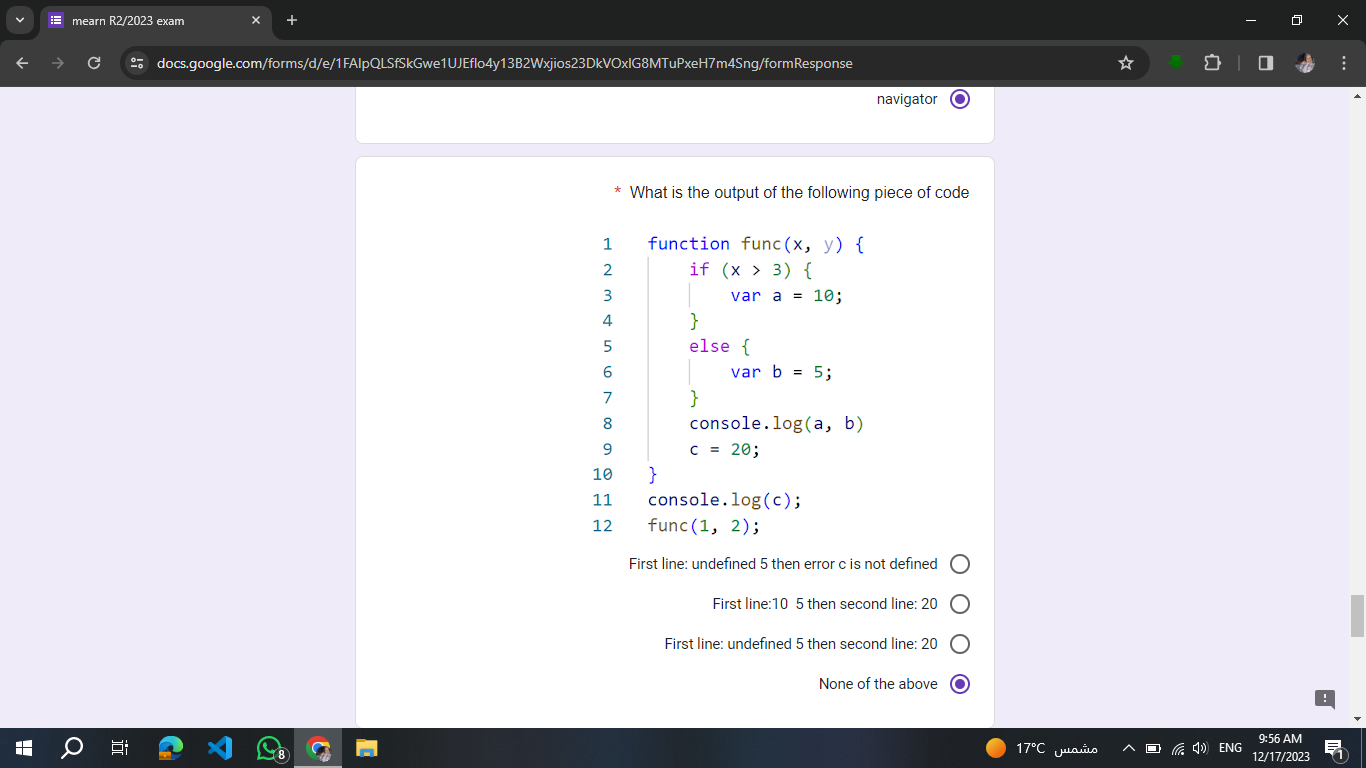 mearn R2/2023 exam
docs.google.com/forms/d/e/1FAIpQLSfSkGwe1UJEflo4y13B2Wxjios23DkVOxIG8MTuPxeH7m4Sng/formResponse
navigator
* What is the output of the following piece of code
1 function func(x, y) {
2 if (x > 3) {
3 var a = 10;
4 }
5 else {
6 var b = 5;
7 }
8 console.log(a, b)
9 c = 20;
10 }
11 console.log(c);
12 func(1, 2);
First line: undefined 5 then error c is not defined
First line:10 5 then second line: 20
First line: undefined 5 then second line: 20
None of the above
8
17°C مشمس
ENG
9:56 AM
12/17/2023
1